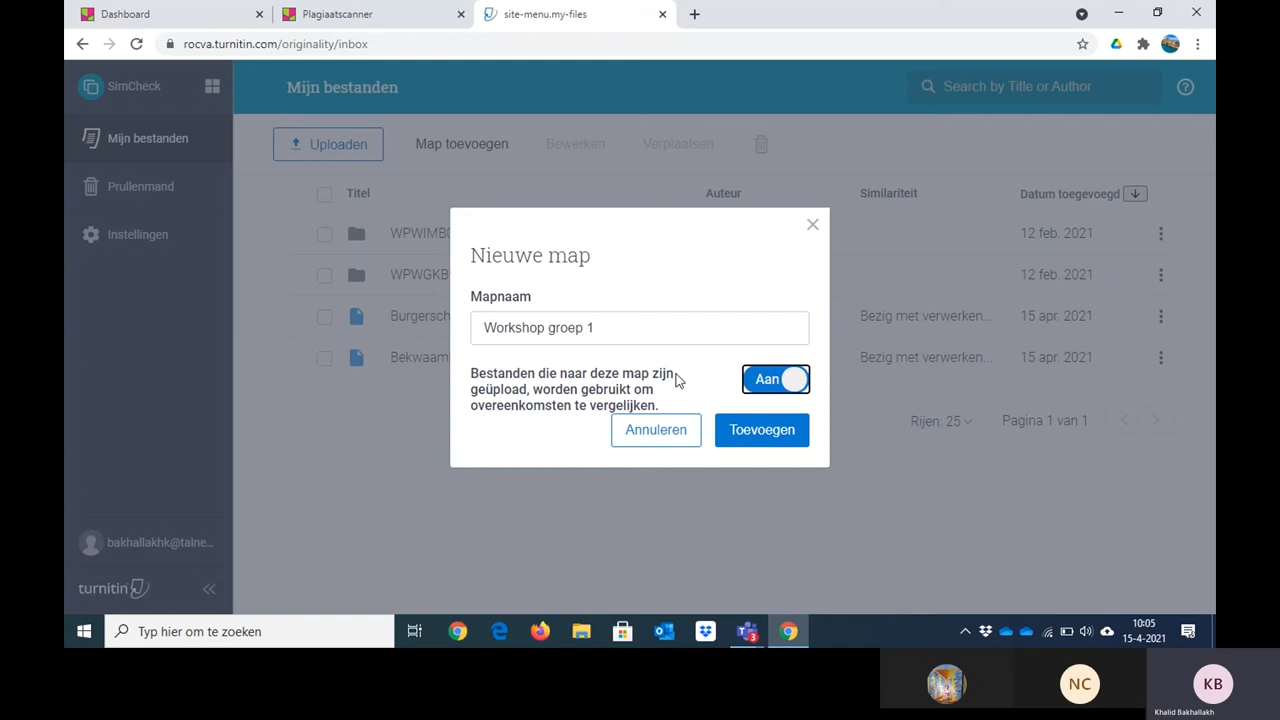 Dashboard
Plagiaatscanner
site-menu.my-files
rocva.turnitin.com/originality/inbox
SimCheck
Mijn bestanden
Search by Title or Author
Mijn bestanden
Prullenmand
Instellingen
Uploaden
Map toevoegen
Bewerken
Verplaatsen
Titel
Auteur
Similariteit
Datum toegevoegd
12 feb. 2021
12 feb. 2021
Bezig met verwerken...
15 apr. 2021
Bezig met verwerken...
15 apr. 2021
Nieuwe map
Mapnaam
Workshop groep 1
Bestanden die naar deze map zijn
geüpload, worden gebruikt om
overeenkomsten te vergelijken.
Aan
Annuleren
Toevoegen
Rijen: 25
Pagina 1 van 1
bakhallakhk@talne...
turnitin
Typ hier om te zoeken
3
10:05
15-4-2021
NC
KB
Khalid Bakhallakh